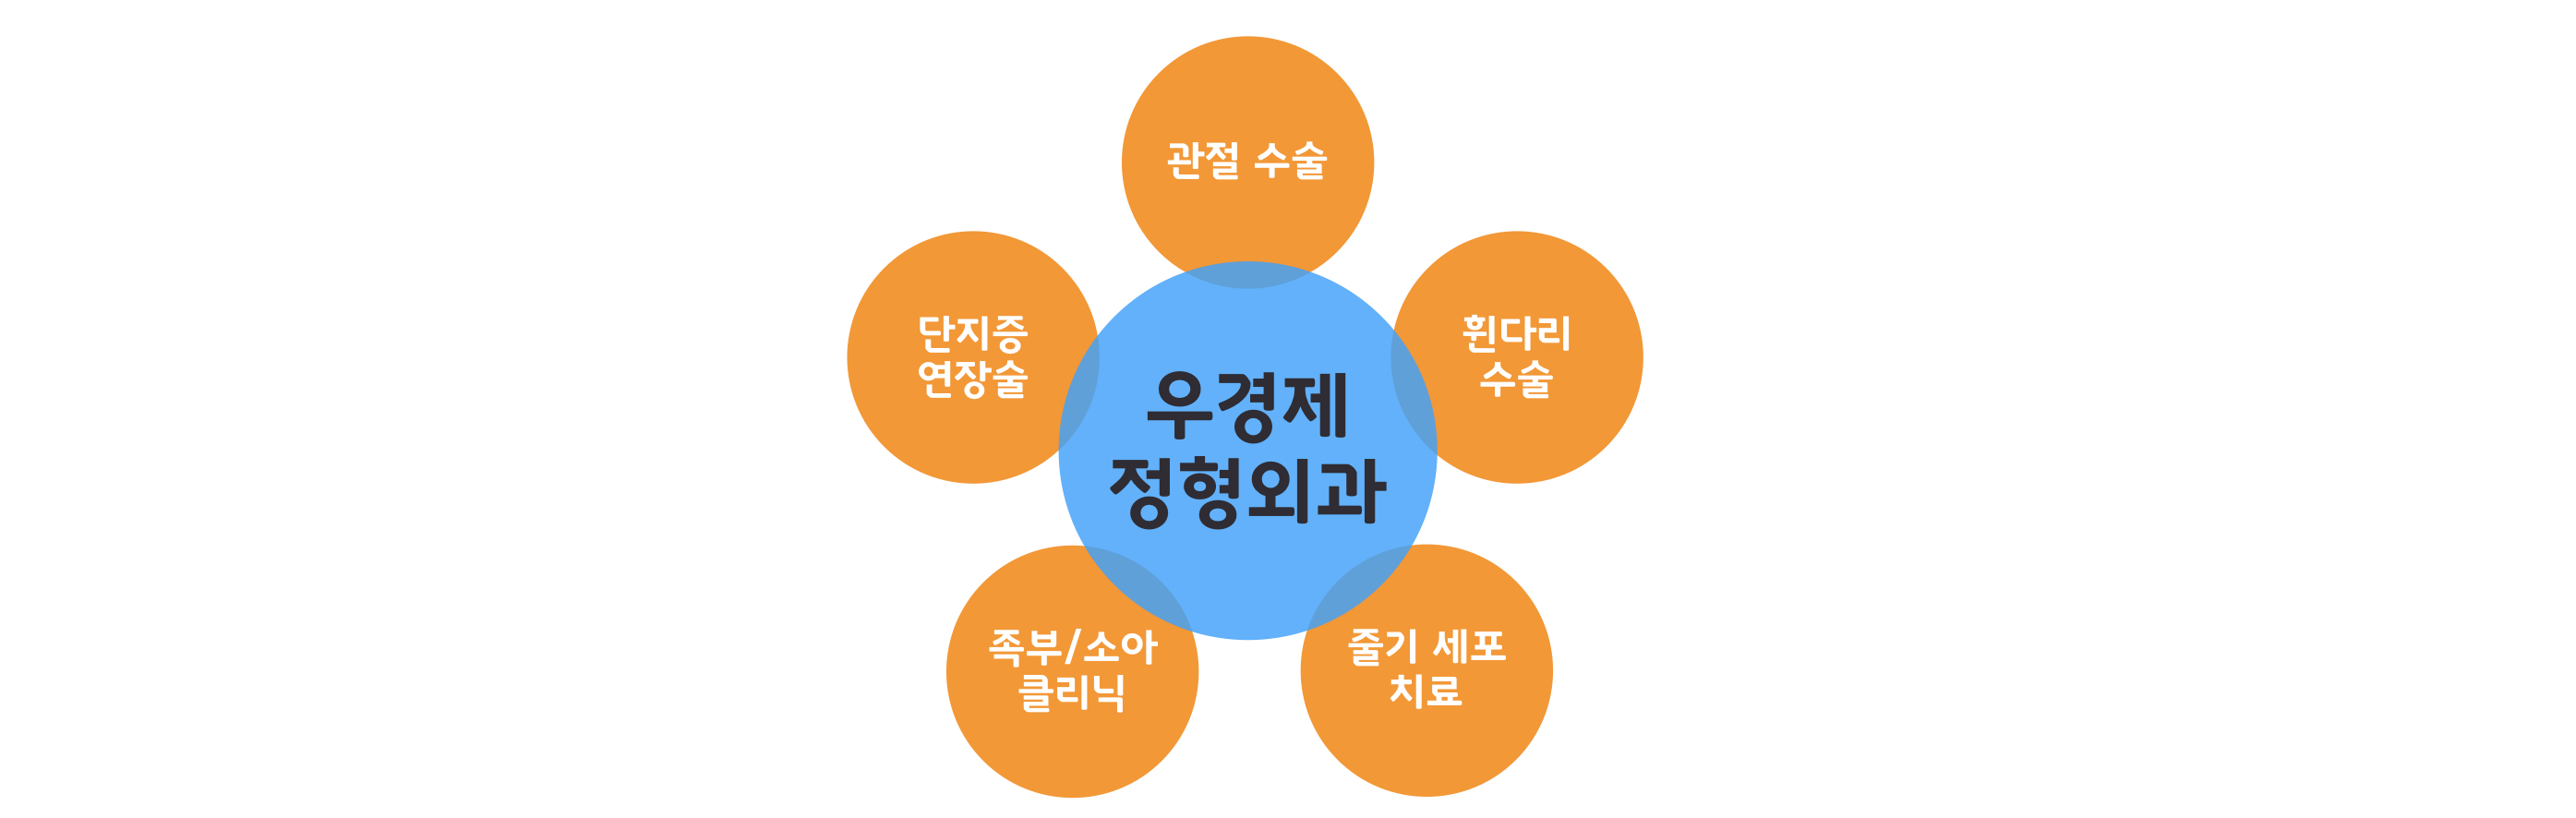 관절 수술
단지증
연장술
휜다리
수술
우경제
정형외과
족부/소아
클리닉
줄기 세포
치료